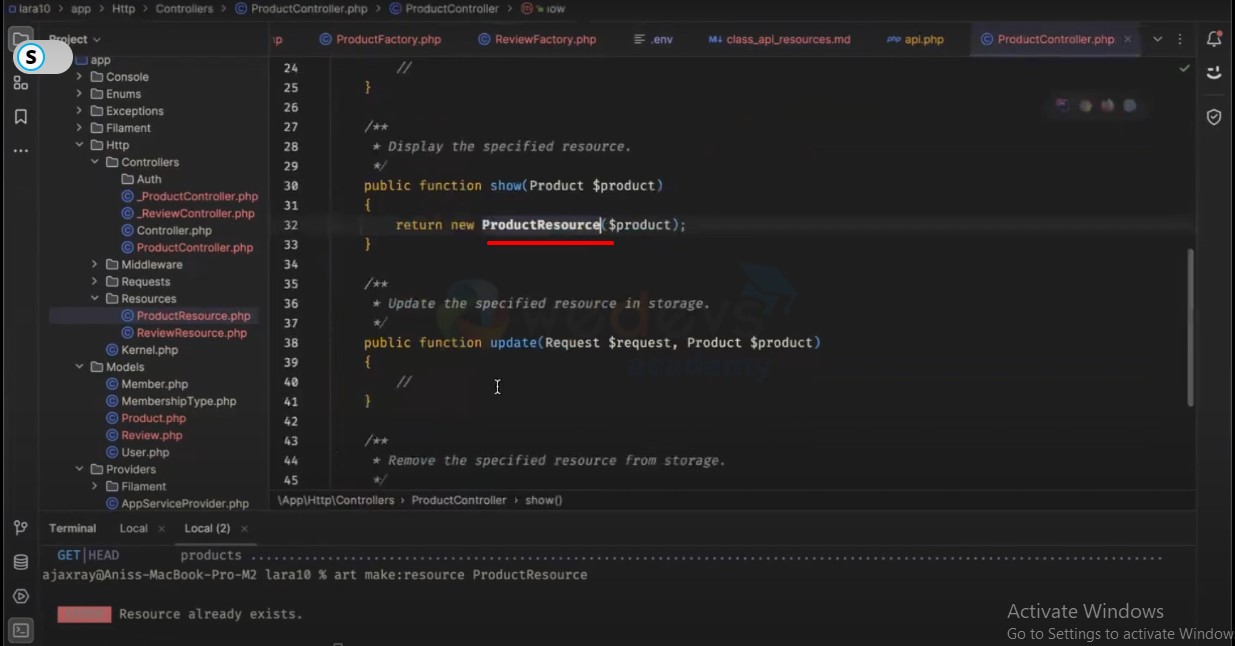 lara10 > app > Http > Controllers > ProductController.php > ProductController >
Project
ProductFactory.php
ReviewFactory.php
.env
M↓ class_api_resources.md
php api.php
ProductController.php ×
S
app
Console
Enums
Exceptions
Filament
Http
Controllers
Auth
_ProductController.php
_ReviewController.php
Controller.php
ProductController.php
Middleware
Requests
Resources
ProductResource.php
ReviewResource.php
Kernel.php
Models
Member.php
MembershipType.php
Product.php
Review.php
User.php
Providers
Filament
AppServiceProvider.php
24 //
25 }
26
27 /**
28 * Display the specified resource.
29 */
30 public function show(Product $product)
31 {
32 return new ProductResource($product);
33 }
34
35 /**
36 * Update the specified resource in storage.
37 */
38 public function update(Request $request, Product $product)
39 {
40 //
41 }
42
43 /**
44 * Remove the specified resource from storage.
45 */
wedevs
academy
\App\Http\Controllers > ProductController > show()
Terminal Local × Local (2) ×
GET|HEAD products ........................................................................
ajaxray@Aniss-MacBook-Pro-M2 lara10 % art make:resource ProductResource
Resource already exists.
Activate Windows
Go to Settings to activate Window